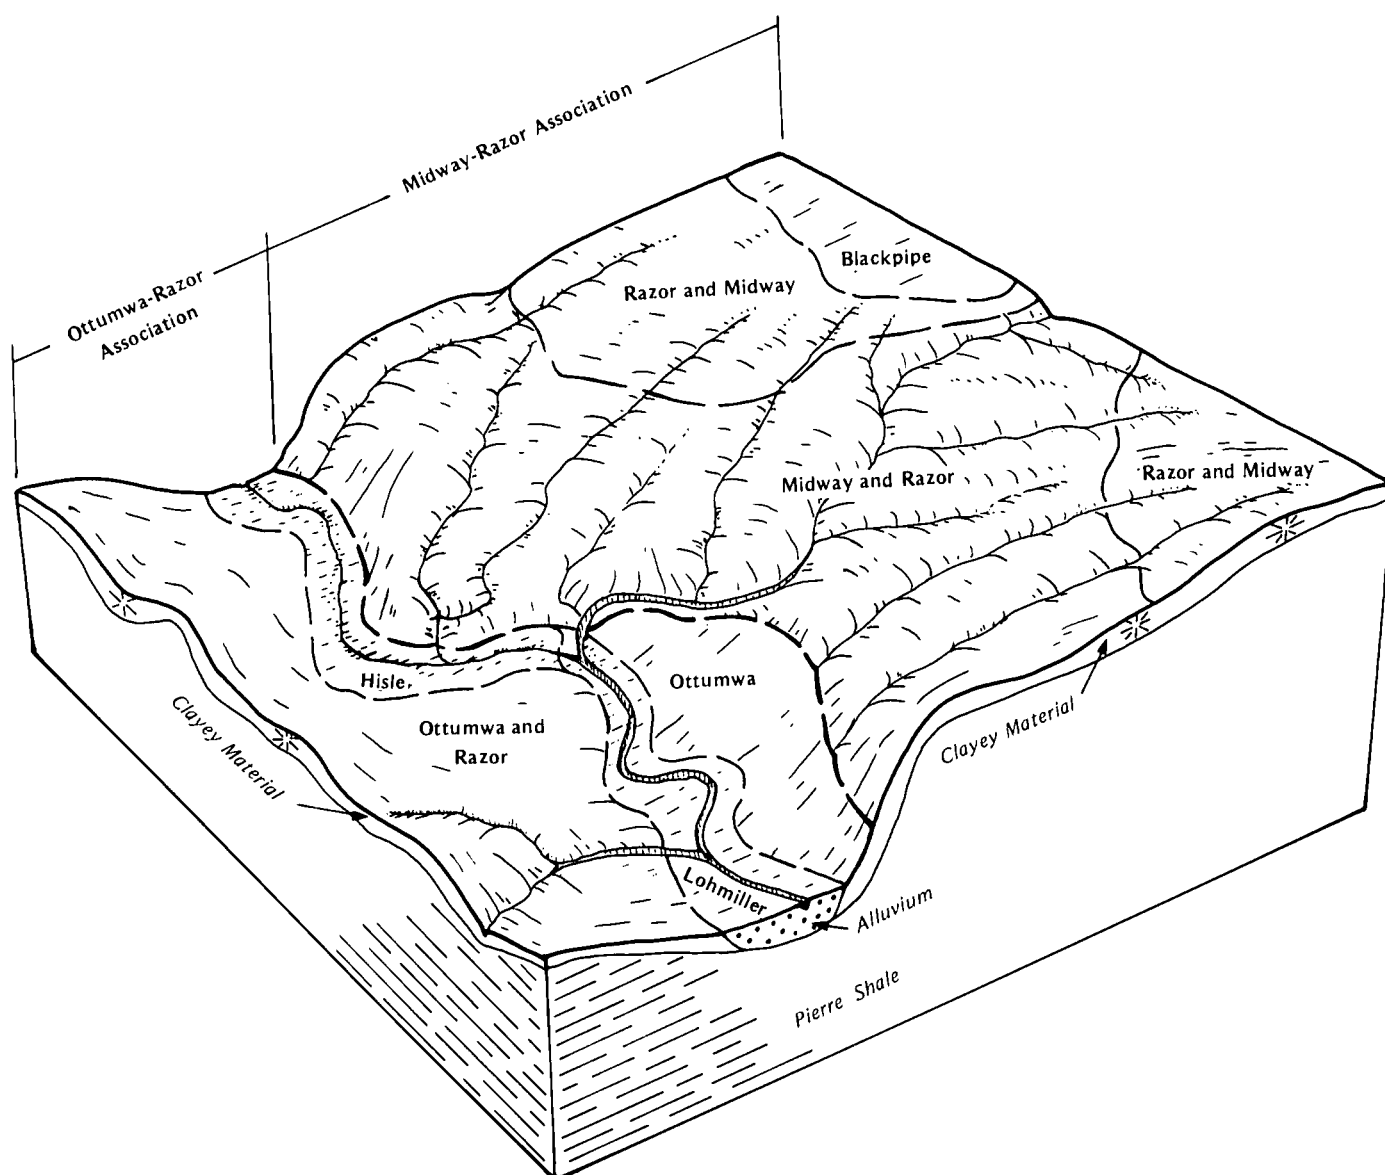 Midway-Razor Association
Ottumwa-Razor
Association
Blackpipe
Razor and Midway
Midway and Razor
Razor and Midway
Hisler
Ottumwa
Ottumwa and
Razor
Clayey Material
Clayey Material
Lohmiller
Alluvium
Pierre Shale